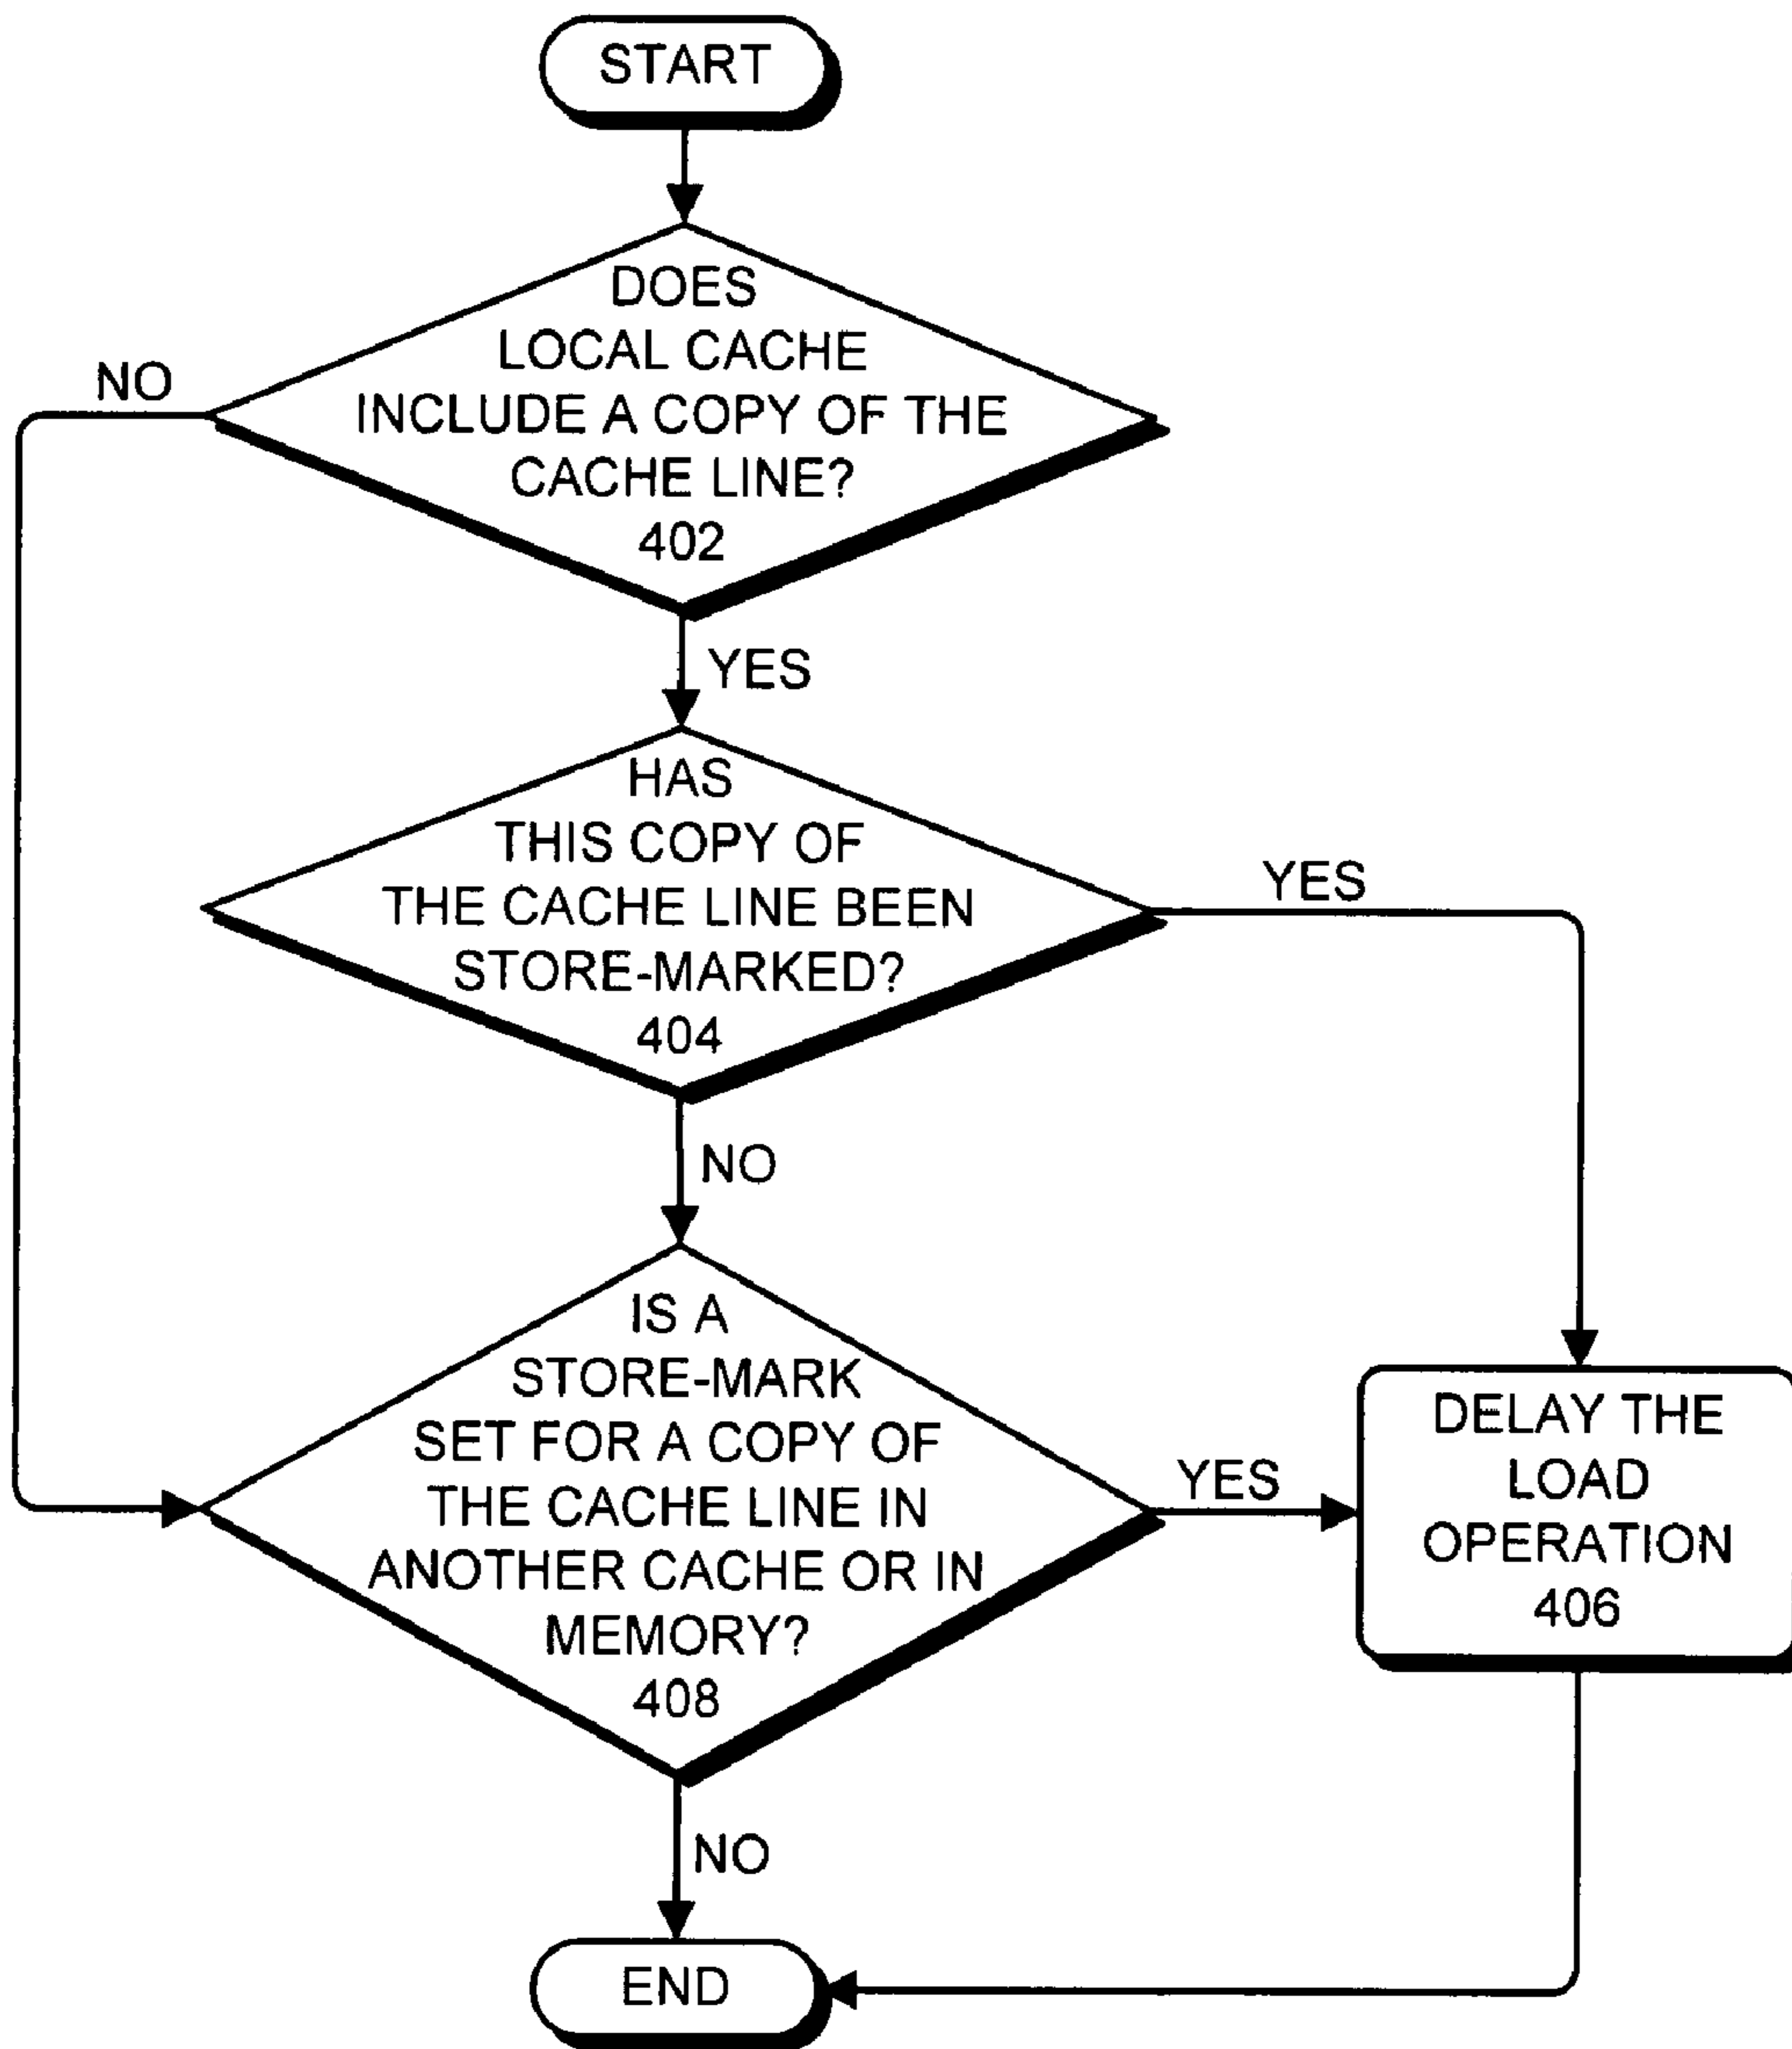 START
DOES
LOCAL CACHE
INCLUDE A COPY OF THE
CACHE LINE?
402
NO
YES
HAS
THIS COPY OF
THE CACHE LINE BEEN
STORE-MARKED?
404
YES
NO
IS A
STORE-MARK
SET FOR A COPY OF
THE CACHE LINE IN
ANOTHER CACHE OR IN
MEMORY?
408
YES
DELAY THE
LOAD
OPERATION
406
NO
END